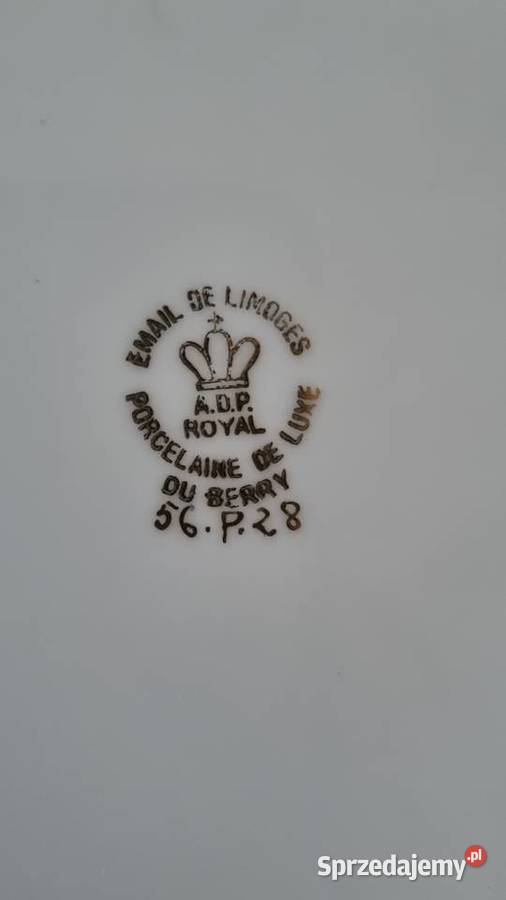 EMAIL DE LIMOGES
A.D.P.
ROYAL
PORCELAINE DE LUXE
DU BERRY
56.P.28
Sprzedajemy.pl